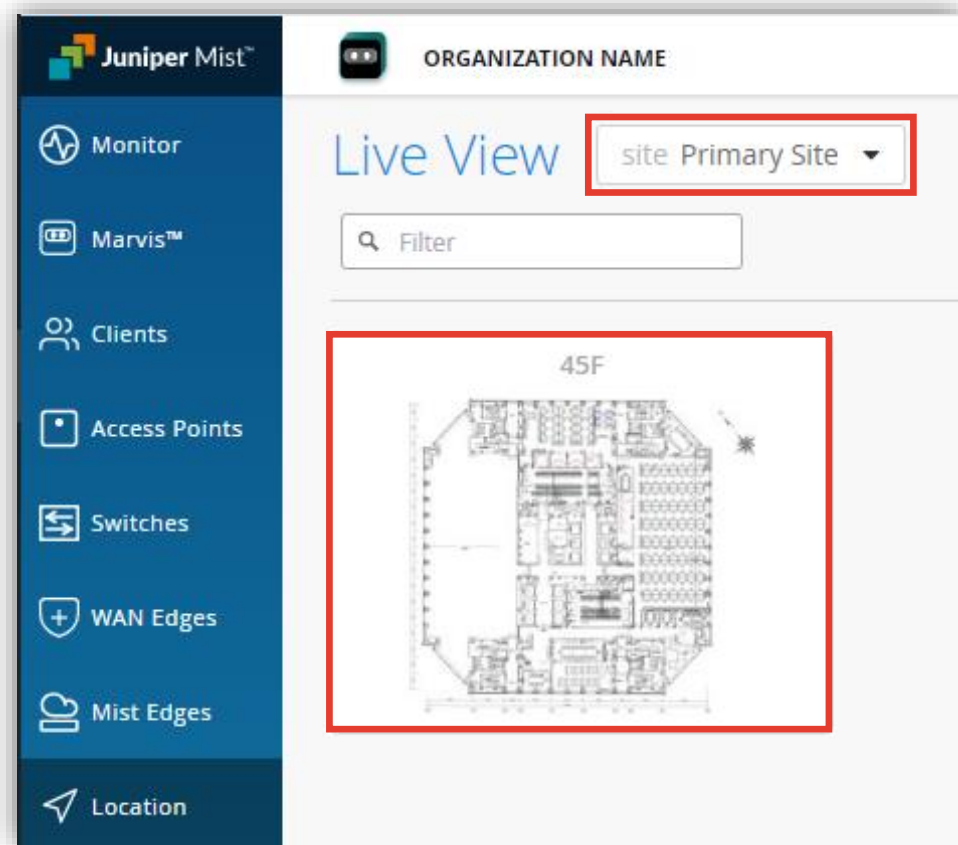 Juniper Mist™
ORGANIZATION NAME
Monitor
Marvis™
Clients
Access Points
Switches
WAN Edges
Mist Edges
Location
Live View
site Primary Site
Filter
45F